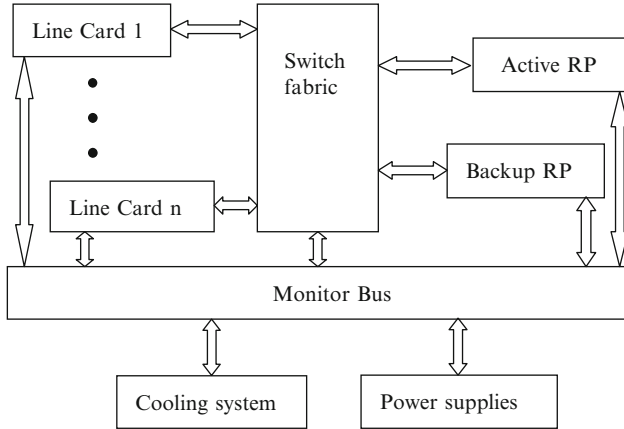 Line Card 1
Switch
fabric
Active RP
Backup RP
Line Card n
Monitor Bus
Cooling system
Power supplies